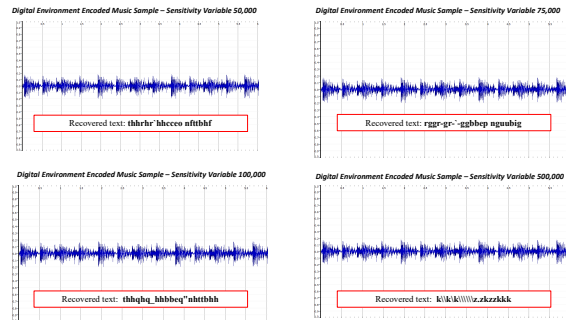 Digital Environment Encoded Music Sample – Sensitivity Variable 50,000
Recovered text: thhrhr`hhcceo nfttbhf
Digital Environment Encoded Music Sample – Sensitivity Variable 75,000
Recovered text: rggr-gr-`-ggbbep nguubig
Digital Environment Encoded Music Sample – Sensitivity Variable 100,000
Recovered text: thhqhq_hhbbeq"nhttbhh
Digital Environment Encoded Music Sample – Sensitivity Variable 500,000
Recovered text: k\\k\k\\\\\\z.zkzzkkk